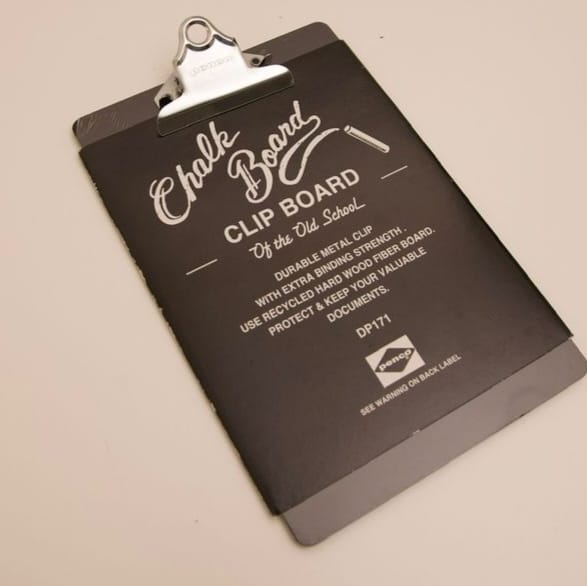 Chalk
Board
CLIP BOARD
Of the Old School
DURABLE METAL CLIP
WITH EXTRA BINDING STRENGTH.
USE RECYCLED HARD WOOD FIBER BOARD.
PROTECT & KEEP YOUR VALUABLE
DOCUMENTS.
DP171
penco
SEE WARNING ON BACK LABEL